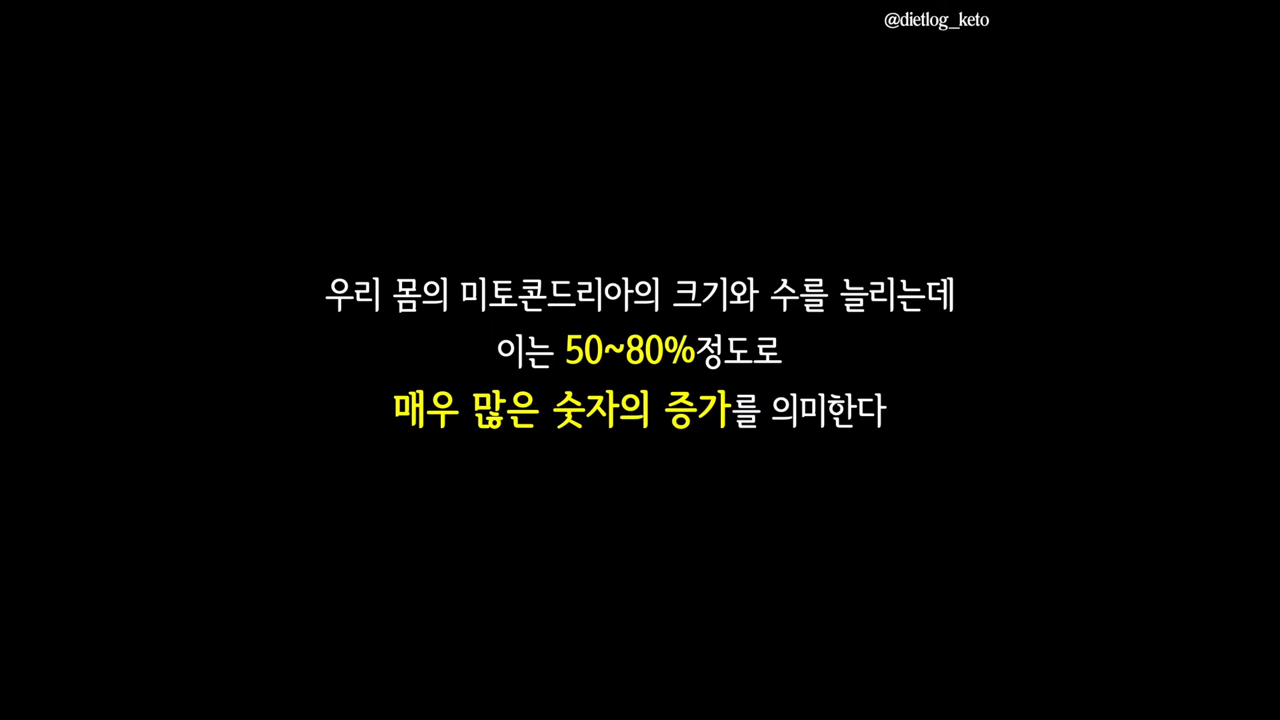 @dietlog_keto
우리 몸의 미토콘드리아의 크기와 수를 늘리는데
이는 50~80%정도로
매우 많은 숫자의 증가를 의미한다